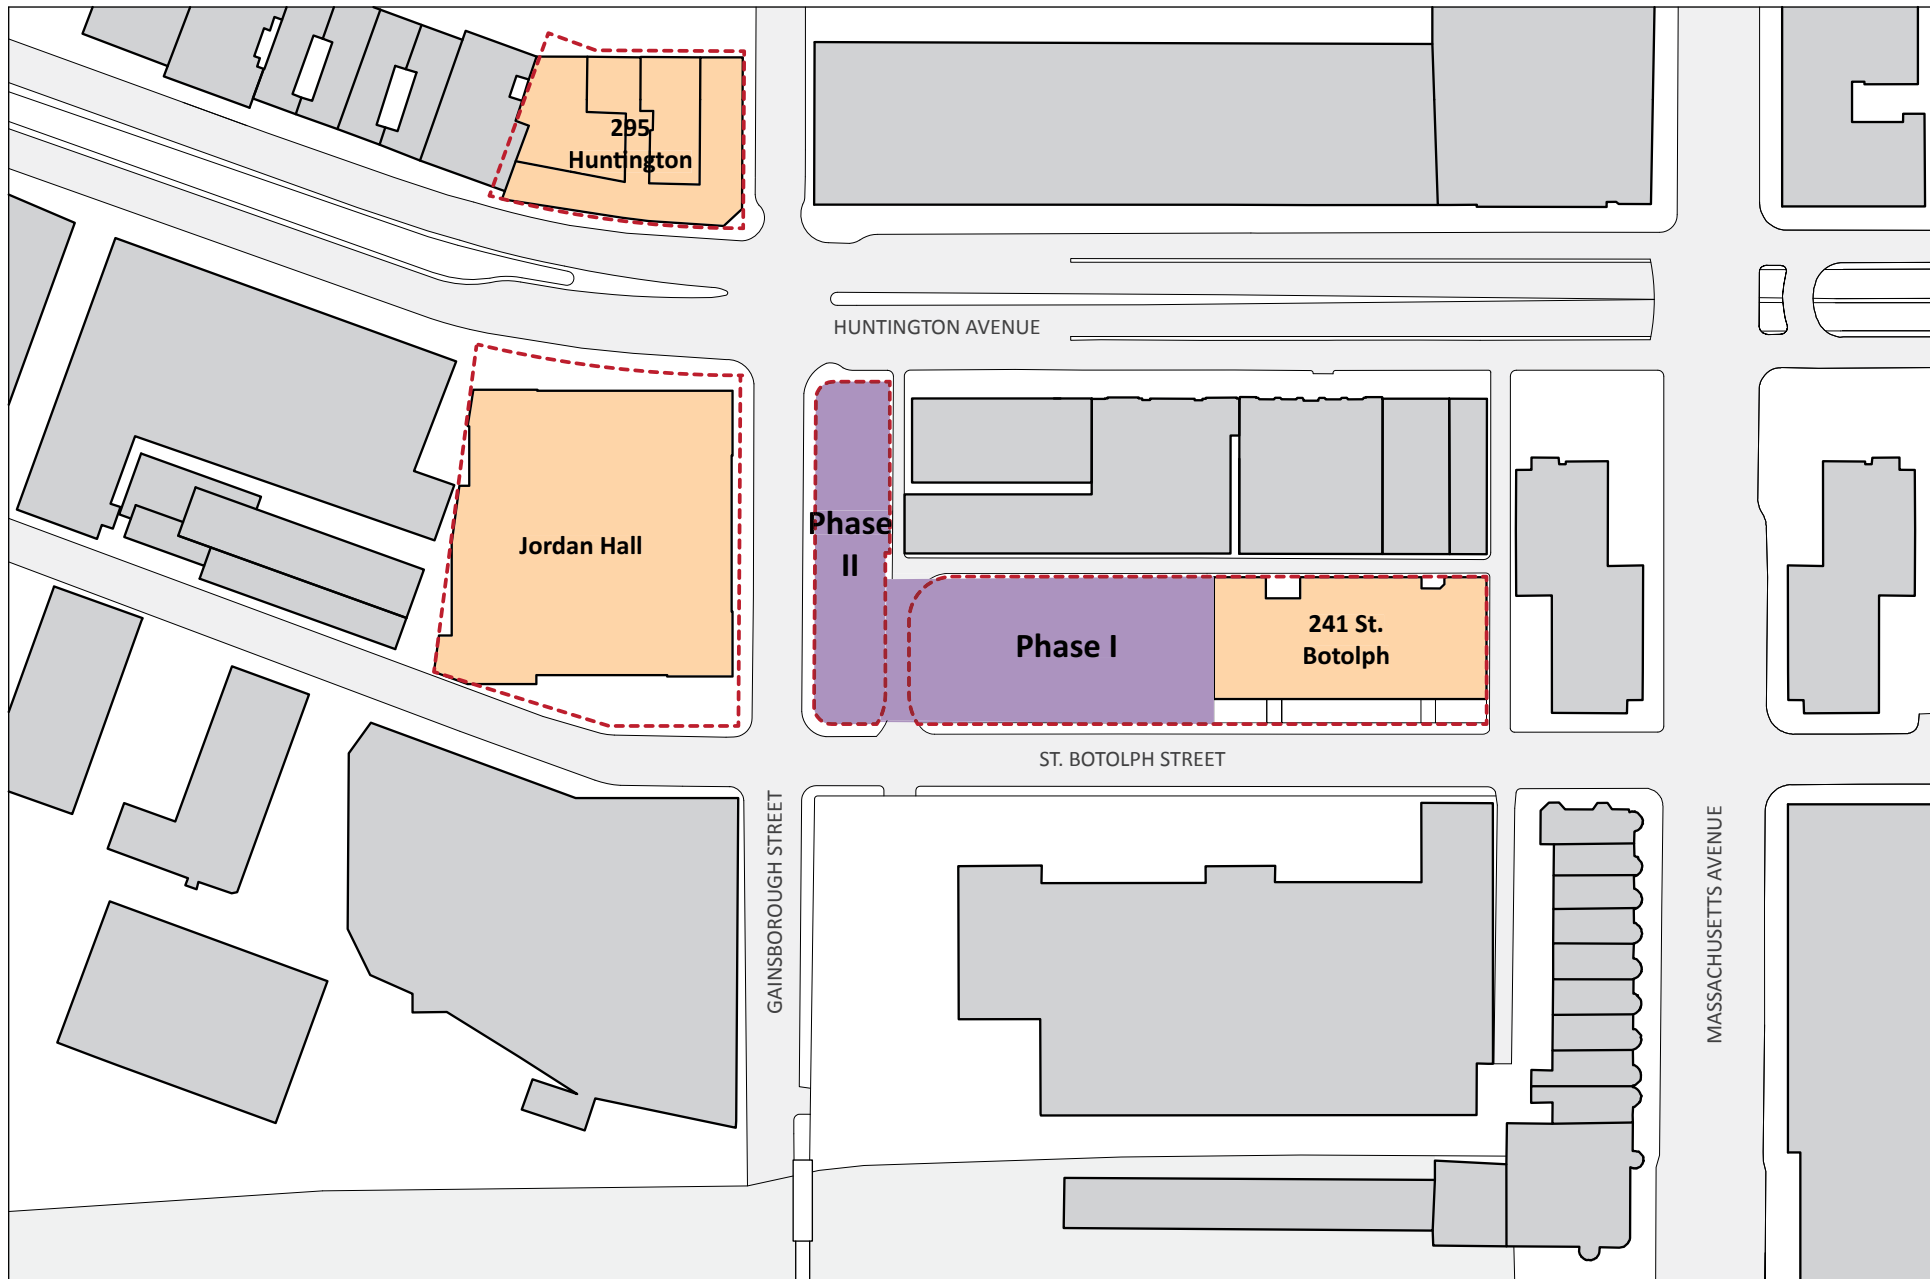 295
Huntington
HUNTINGTON AVENUE
Phase
II
Jordan Hall
Phase I
241 St.
Botolph
ST. BOTOLPH STREET
GAINSBOROUGH STREET
MASSACHUSETTS AVENUE